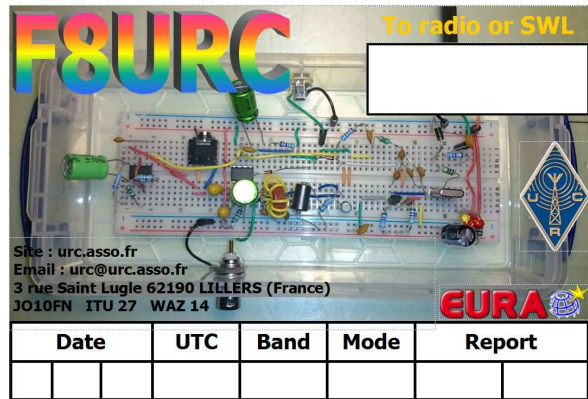 F8URC
To radio or SWL
U
C
R
Site : urc.asso.fr
Email : urc@urc.asso.fr
3 rue Saint Lugle 62190 LILLERS (France)
JO10FN ITU 27 WAZ 14
EURA
Date UTC Band Mode Report